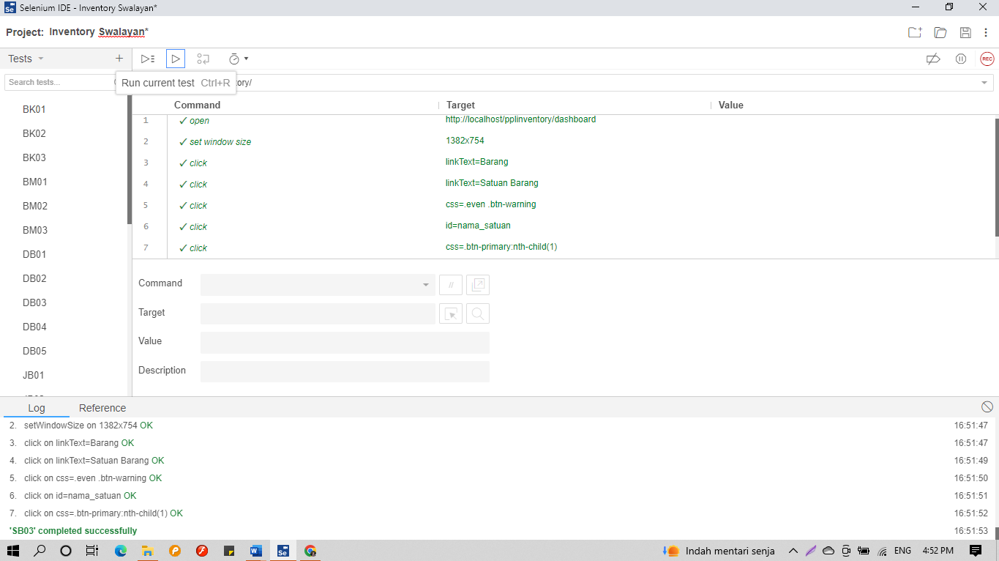 Selenium IDE - Inventory Swalayan*
Project: Inventory Swalayan*
Tests
REC
Search tests...
Run current test Ctrl+R
tory/
Command Target Value
1 ✓ open http://localhost/pplinventory/dashboard
2 ✓ set window size 1382x754
3 ✓ click linkText=Barang
4 ✓ click linkText=Satuan Barang
5 ✓ click css=.even .btn-warning
6 ✓ click id=nama_satuan
7 ✓ click css=.btn-primary:nth-child(1)
BK01
BK02
BK03
BM01
BM02
BM03
DB01
DB02
DB03
DB04
DB05
JB01
Command
//
Target
Value
Description
Log Reference
2. setWindowSize on 1382x754 OK 16:51:47
3. click on linkText=Barang OK 16:51:47
4. click on linkText=Satuan Barang OK 16:51:49
5. click on css=.even .btn-warning OK 16:51:50
6. click on id=nama_satuan OK 16:51:51
7. click on css=.btn-primary:nth-child(1) OK 16:51:52
'SB03' completed successfully 16:51:53
Indah mentari senja ENG 4:52 PM